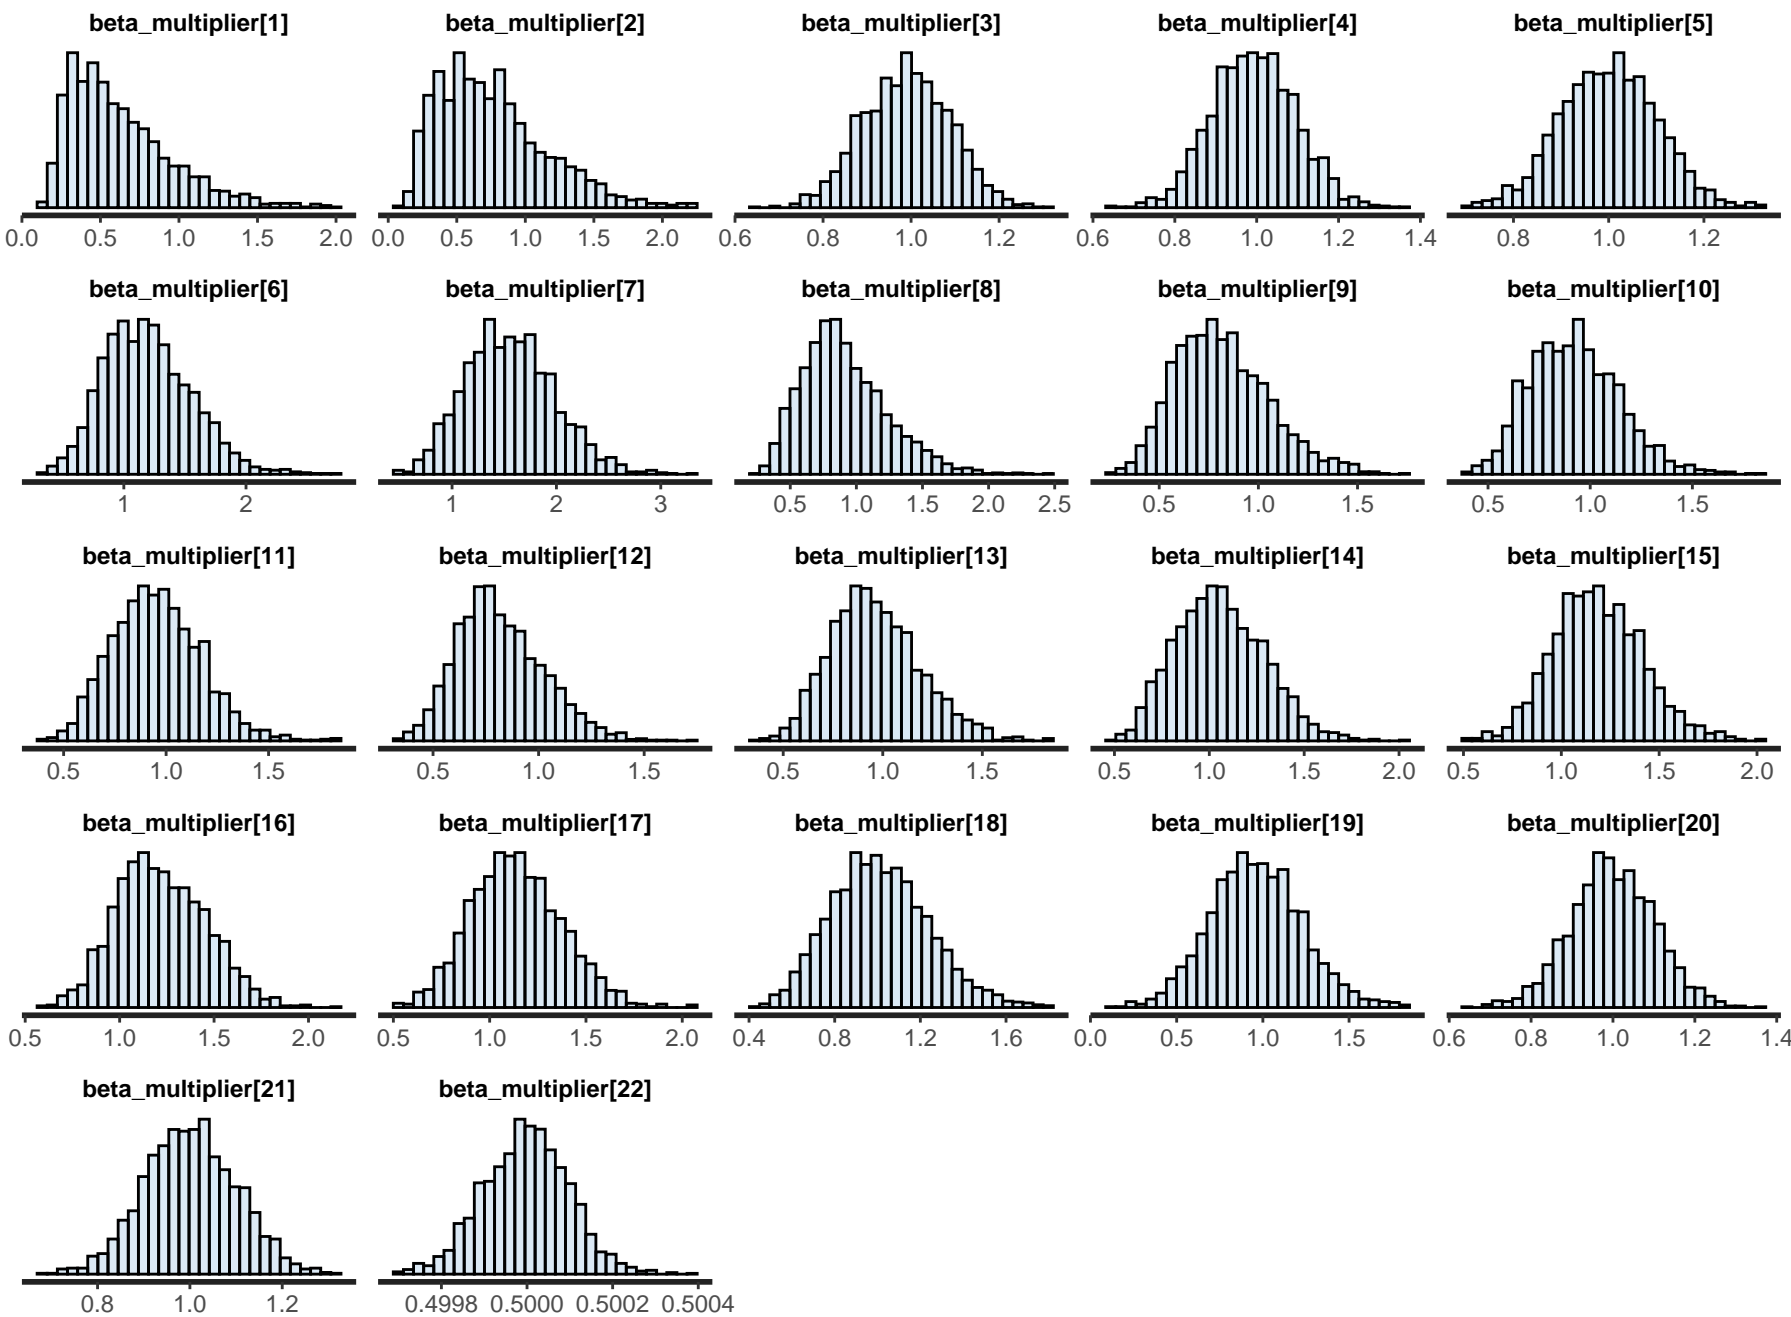 beta_multiplier[1] beta_multiplier[2] beta_multiplier[3] beta_multiplier[4] beta_multiplier[5]
0.0 0.5 1.0 1.5 2.0 0.0 0.5 1.0 1.5 2.0 0.6 0.8 1.0 1.2 0.6 0.8 1.0 1.2 1.4 0.8 1.0 1.2
beta_multiplier[6] beta_multiplier[7] beta_multiplier[8] beta_multiplier[9] beta_multiplier[10]
1 2 1 2 3 0.5 1.0 1.5 2.0 2.5 0.5 1.0 1.5 0.5 1.0 1.5
beta_multiplier[11] beta_multiplier[12] beta_multiplier[13] beta_multiplier[14] beta_multiplier[15]
0.5 1.0 1.5 0.5 1.0 1.5 0.5 1.0 1.5 0.5 1.0 1.5 2.0 0.5 1.0 1.5 2.0
beta_multiplier[16] beta_multiplier[17] beta_multiplier[18] beta_multiplier[19] beta_multiplier[20]
0.5 1.0 1.5 2.0 0.5 1.0 1.5 2.0 0.4 0.8 1.2 1.6 0.0 0.5 1.0 1.5 0.6 0.8 1.0 1.2 1.4
beta_multiplier[21] beta_multiplier[22]
0.8 1.0 1.2 0.4998 0.5000 0.5002 0.5004